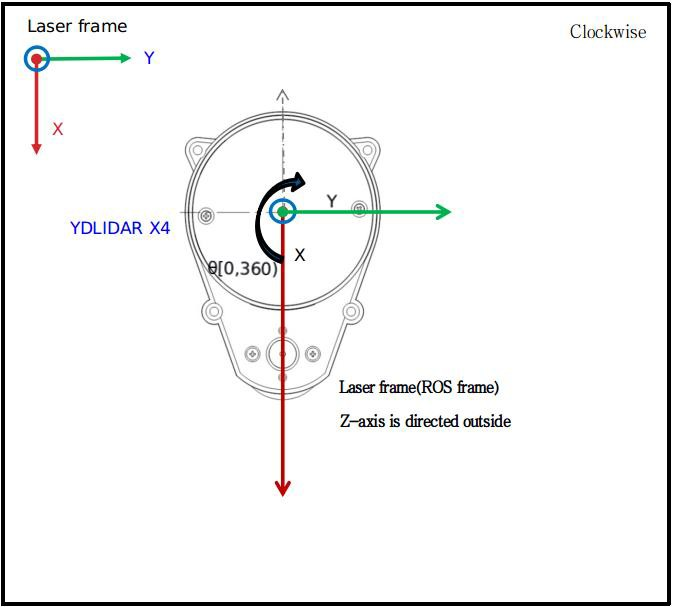 Laser frame
Clockwise
Y
X
Y
YDLIDAR X4
X
θ[0,360)
Laser frame(ROS frame)
Z-axis is directed outside